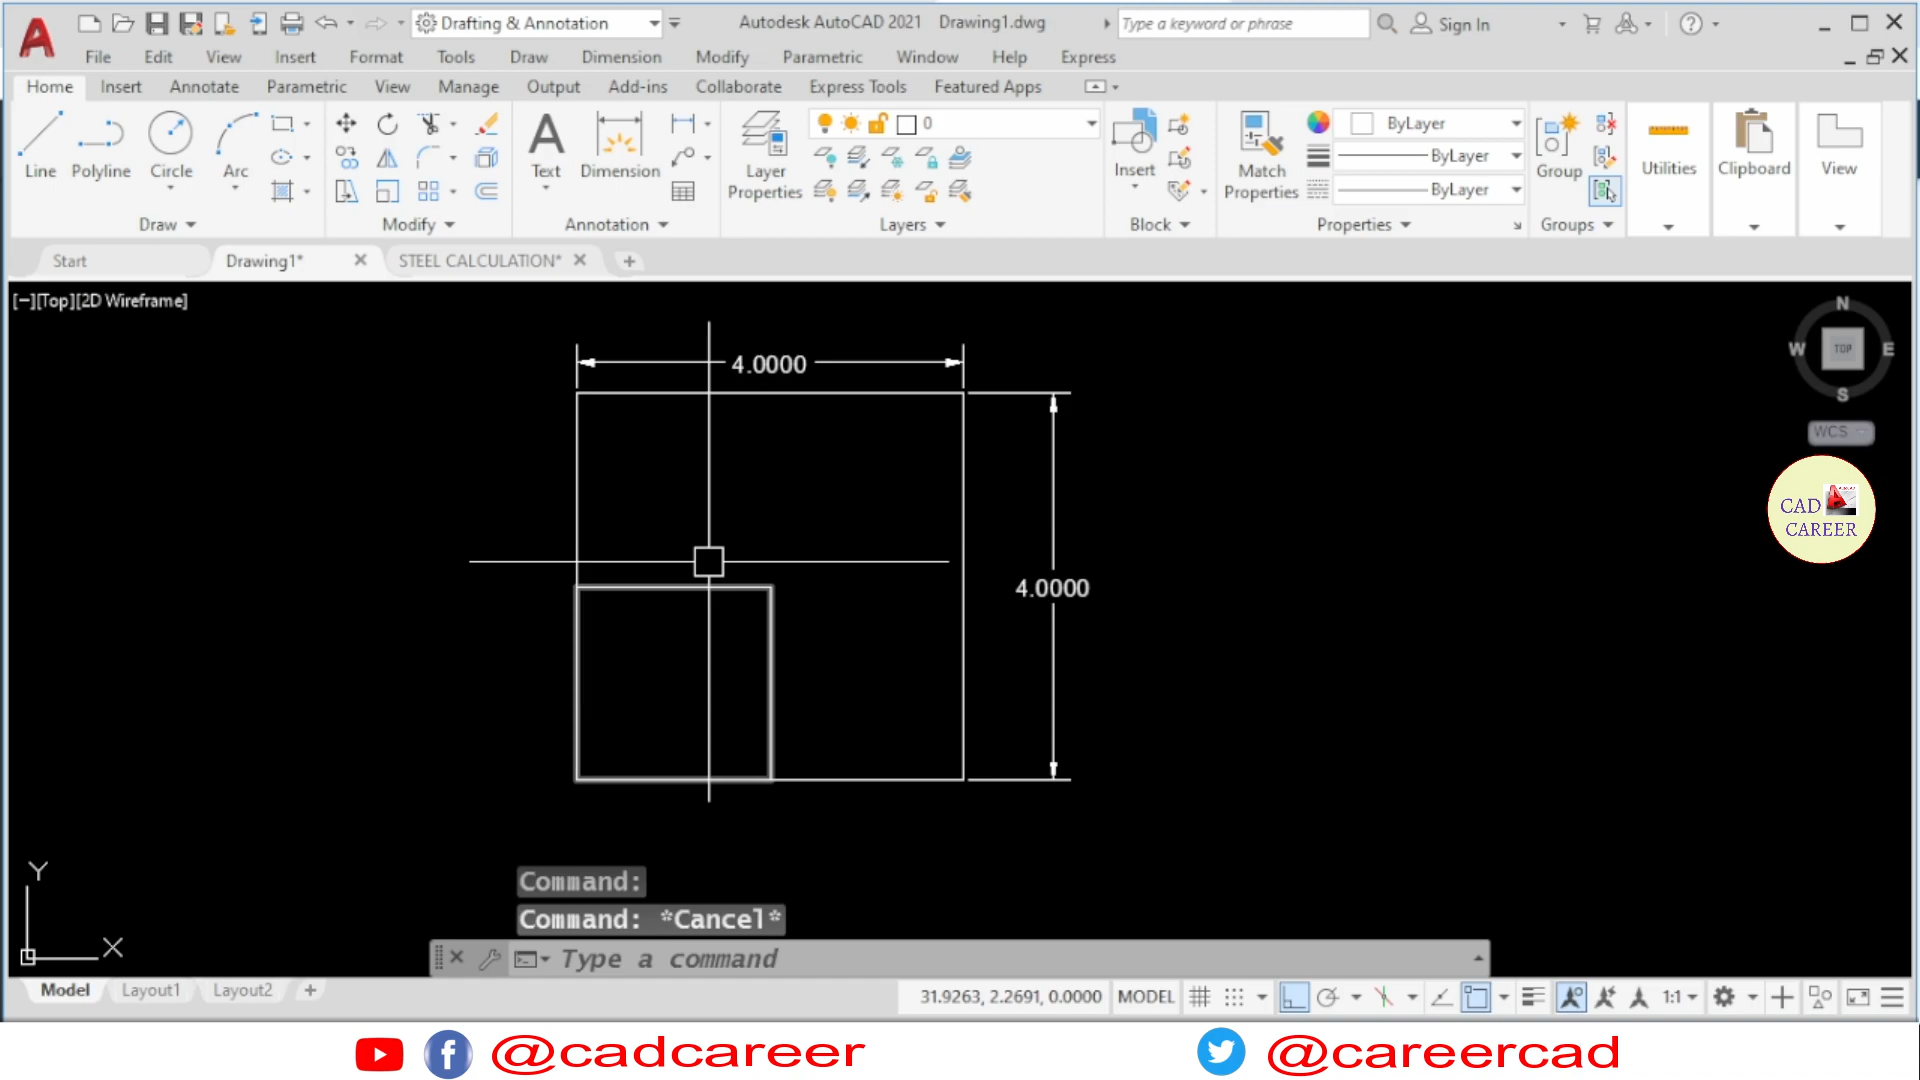 Drafting & Annotation
Autodesk AutoCAD 2021 Drawing1.dwg
Type a keyword or phrase
Sign In
File Edit View Insert Format Tools Draw Dimension Modify Parametric Window Help Express
Home Insert Annotate Parametric View Manage Output Add-ins Collaborate Express Tools Featured Apps
Line Polyline Circle Arc
Text Dimension
Layer Properties
0
Insert
Match Properties
ByLayer
ByLayer
ByLayer
Group
Utilities
Clipboard
View
Draw Modify Annotation Layers Block Properties Groups
Start Drawing1* STEEL CALCULATION*
[−][Top][2D Wireframe]
N
W TOP E
S
WCS
CAD
CAREER
4.0000
4.0000
Y
X
Command:
Command: *Cancel*
Type a command
Model Layout1 Layout2
31.9263, 2.2691, 0.0000 MODEL 1:1
@cadcareer @careercad